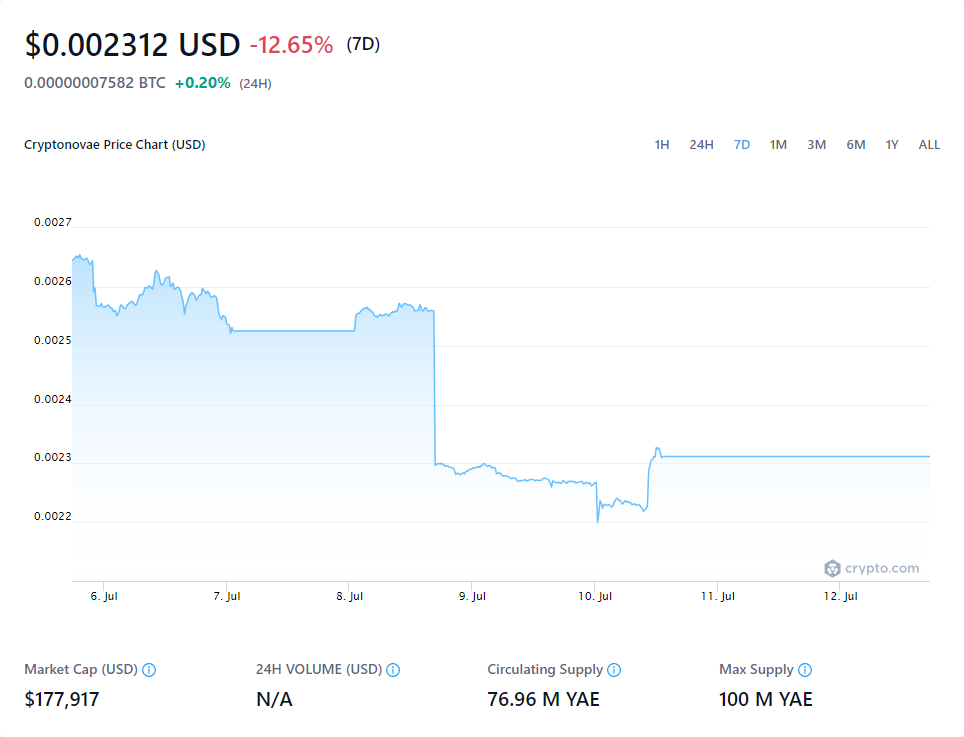 $0.002312 USD -12.65% (7D)
0.00000007582 BTC +0.20% (24H)
Cryptonovae Price Chart (USD) 1H 24H 7D 1M 3M 6M 1Y ALL
0.0027
0.0026
0.0025
0.0024
0.0023
0.0022
crypto.com
6. Jul 7. Jul 8. Jul 9. Jul 10. Jul 11. Jul 12. Jul
Market Cap (USD) 24H VOLUME (USD) Circulating Supply Max Supply
$177,917 N/A 76.96 M YAE 100 M YAE